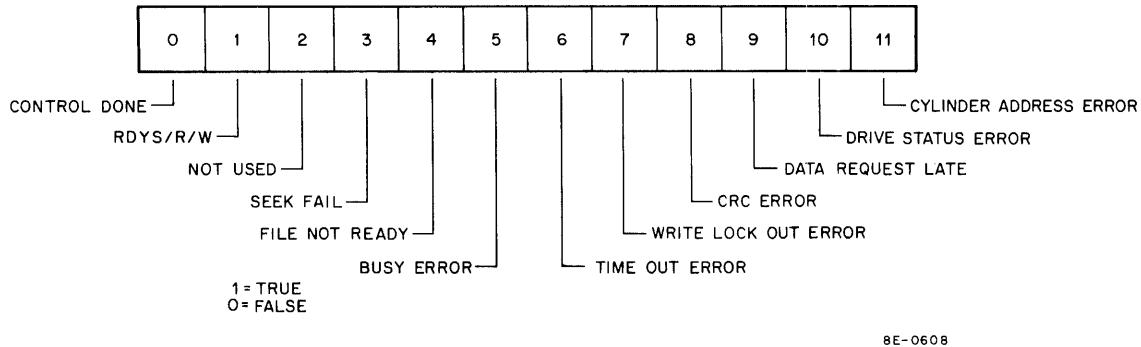 0 1 2 3 4 5 6 7 8 9 10 11
CONTROL DONE
CYLINDER ADDRESS ERROR
RDYS/R/W
DRIVE STATUS ERROR
NOT USED
DATA REQUEST LATE
SEEK FAIL
CRC ERROR
FILE NOT READY
WRITE LOCK OUT ERROR
BUSY ERROR
TIME OUT ERROR
1 = TRUE
0 = FALSE
8E-0608